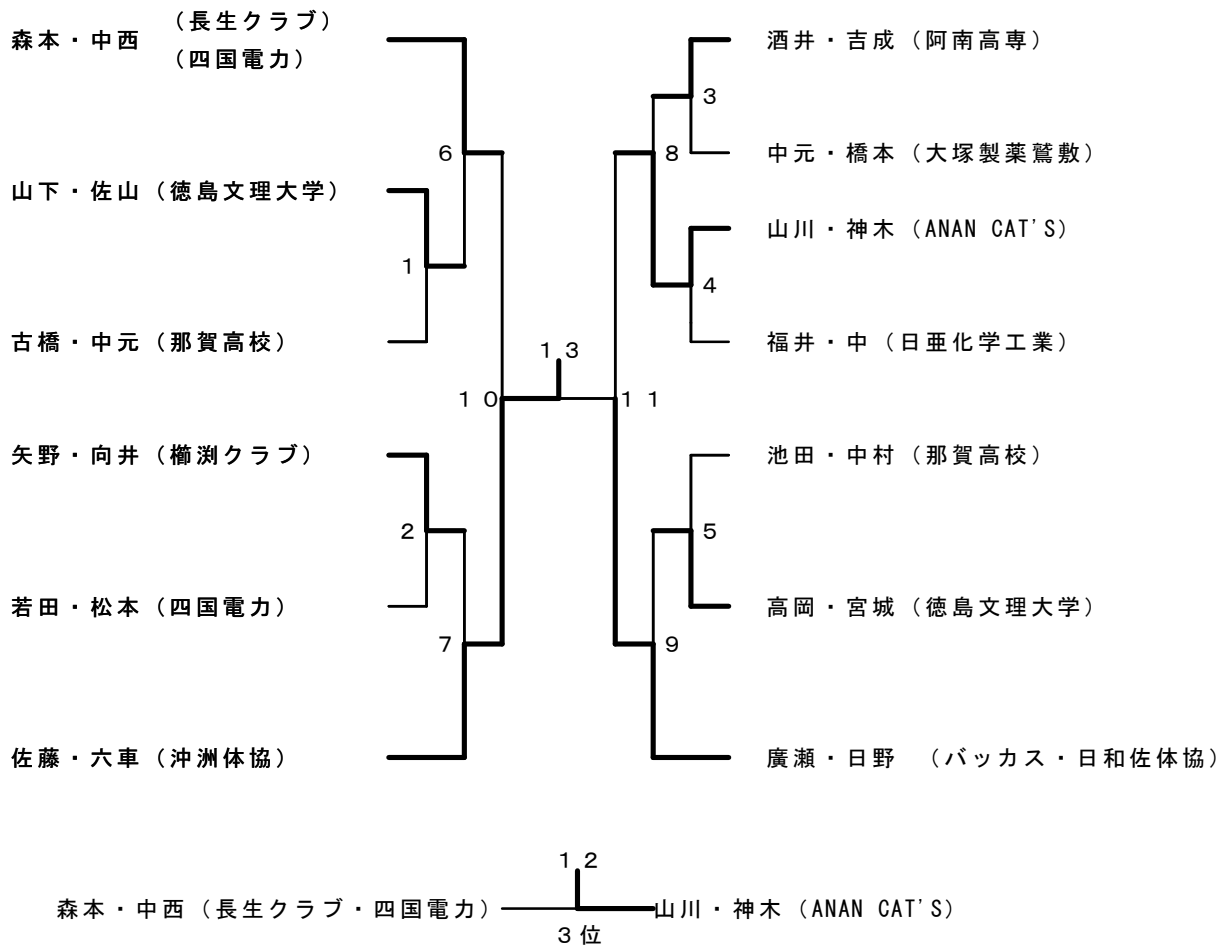 森本・中西 （長生クラブ）
（四国電力）
山下・佐山（徳島文理大学）
古橋・中元（那賀高校）
矢野・向井（櫛渕クラブ）
若田・松本（四国電力）
佐藤・六車（沖洲体協）
6
1
2
7
10
13
11
酒井・吉成（阿南高専）
中元・橋本（大塚製薬鷲敷）
山川・神木（ANAN CAT'S）
福井・中（日亜化学工業）
池田・中村（那賀高校）
高岡・宮城（徳島文理大学）
廣瀬・日野 （バッカス・日和佐体協）
3
8
4
5
9
12
森本・中西（長生クラブ・四国電力） 山川・神木（ANAN CAT'S）
3位